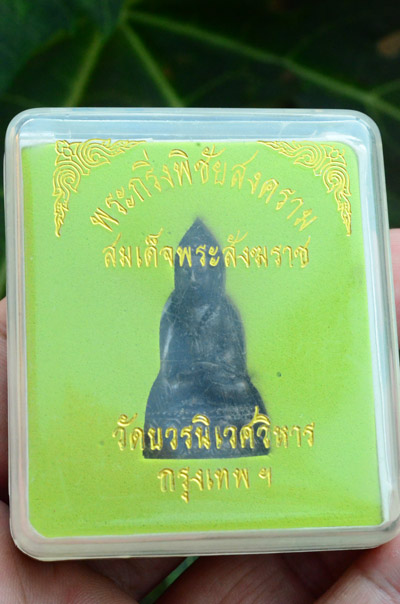 พระกริ่งพิชัยสงคราม
สมเด็จพระสังฆราช
วัดบวรนิเวศวิหาร
กรุงเทพฯ